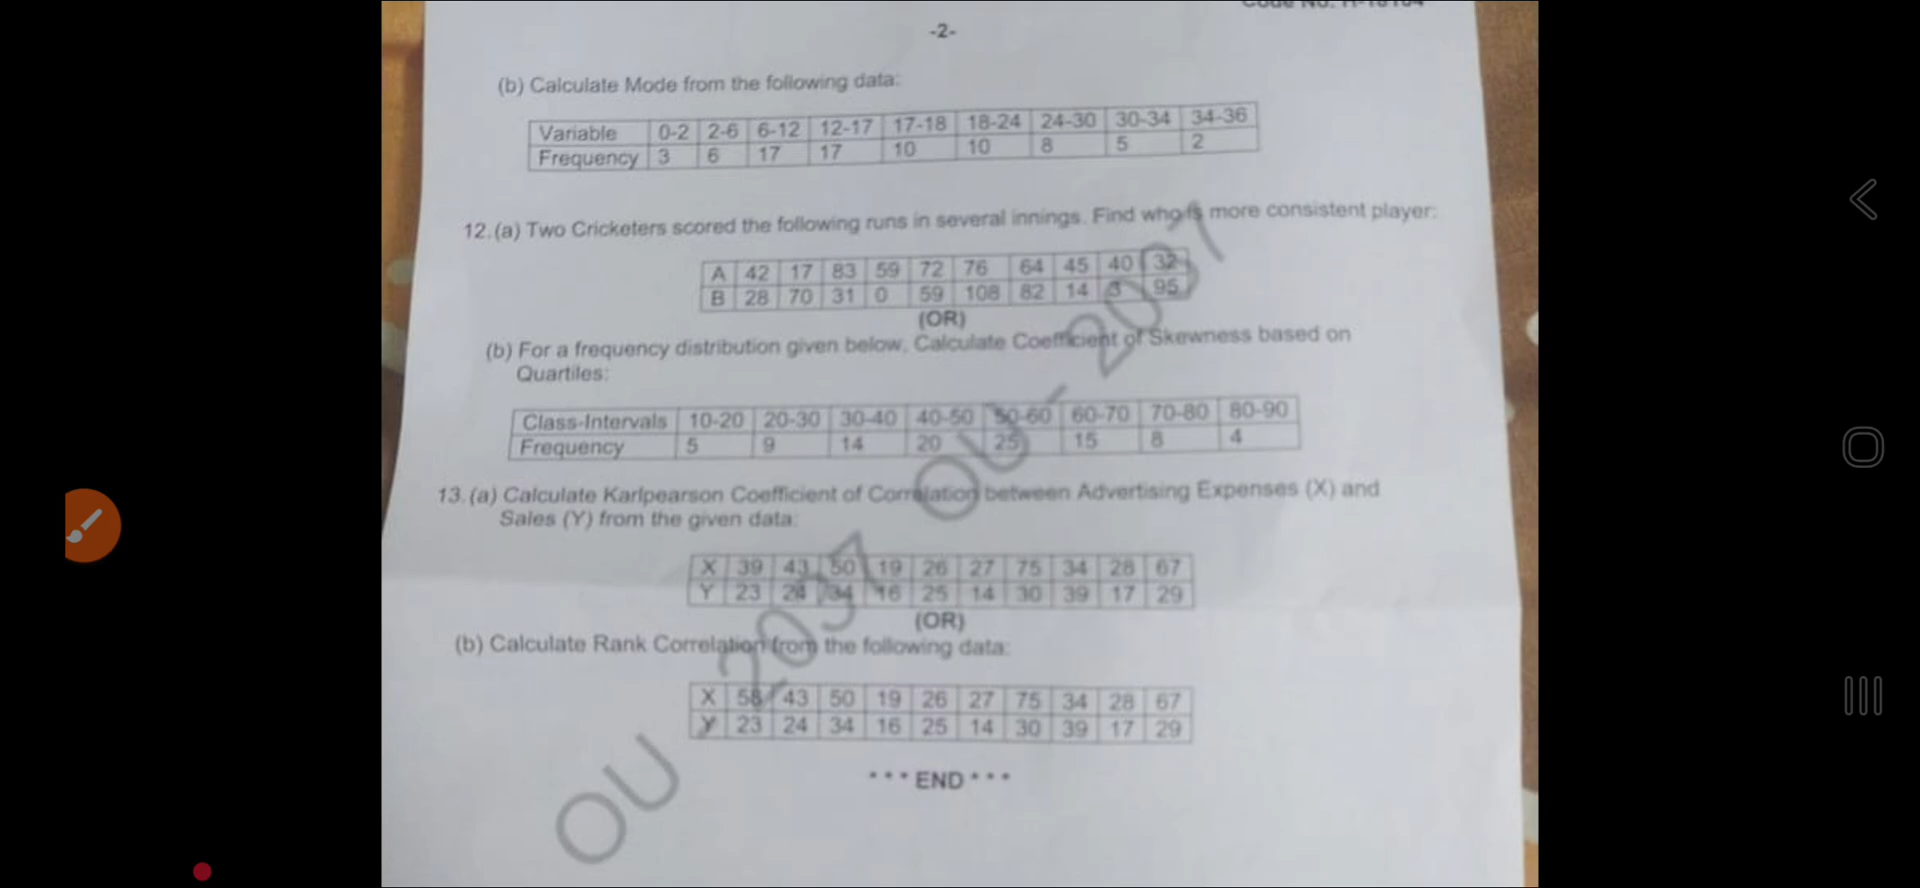 -2-
(b) Calculate Mode from the following data:
Variable 0-2 2-6 6-12 12-17 17-18 18-24 24-30 30-34 34-36
Frequency 3 6 17 17 10 10 8 5 2
12.(a) Two Cricketers scored the following runs in several innings. Find who is more consistent player:
A 42 17 83 59 72 76 64 45 40 32
B 28 70 31 0 59 108 82 14 3 95
(OR)
(b) For a frequency distribution given below, Calculate Coefficient of Skewness based on
Quartiles:
Class-Intervals 10-20 20-30 30-40 40-50 50-60 60-70 70-80 80-90
Frequency 5 9 14 20 25 15 8 4
13.(a) Calculate Karlpearson Coefficient of Correlation between Advertising Expenses (X) and
Sales (Y) from the given data:
X 39 43 50 19 26 27 75 34 28 67
Y 23 24 34 16 25 14 30 39 17 29
(OR)
(b) Calculate Rank Correlation from the following data:
X 58 43 50 19 26 27 75 34 28 67
Y 23 24 34 16 25 14 30 39 17 29
*** END ***
OU - 2037 OU - 2037